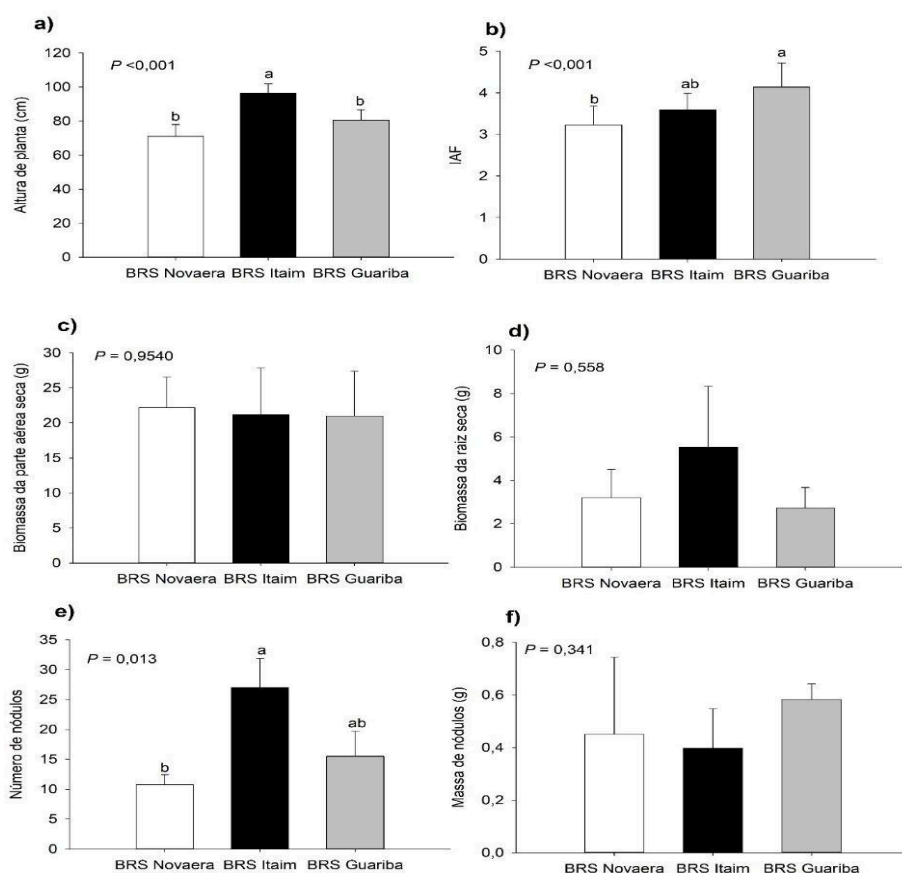 a)
Altura de planta (cm)
120
100
80
60
40
20
0
P <0,001
b
a
b
BRS Novaera BRS Itaim BRS Guariba
b)
IAF
5
4
3
2
1
0
P <0,001
b
ab
a
BRS Novaera BRS Itaim BRS Guariba
c)
Biomassa da parte aérea seca (g)
30
25
20
15
10
5
0
P = 0,9540
BRS Novaera BRS Itaim BRS Guariba
d)
Biomassa da raiz seca (g)
10
8
6
4
2
0
P = 0,558
BRS Novaera BRS Itaim BRS Guariba
e)
Número de nódulos
35
30
25
20
15
10
5
0
P = 0,013
b
a
ab
BRS Novaera BRS Itaim BRS Guariba
f)
Massa de nódulos (g)
0,8
0,6
0,4
0,2
0,0
P = 0,341
BRS Novaera BRS Itaim BRS Guariba